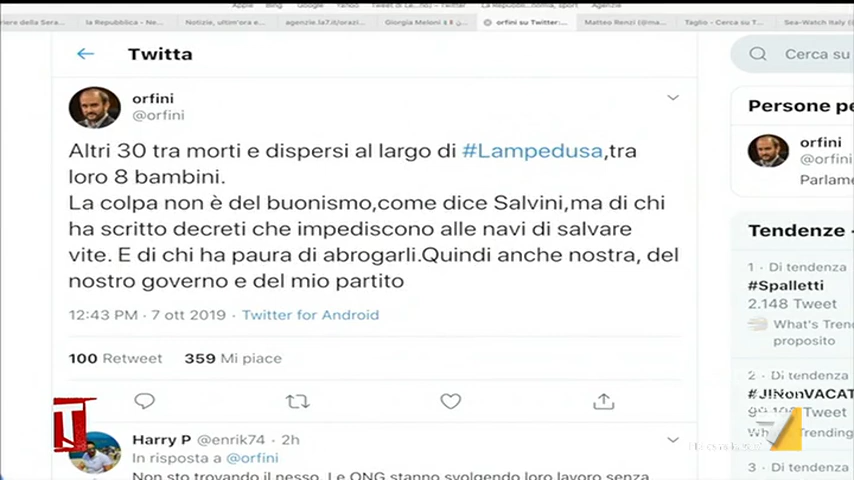 Apple Bing Google Yahoo
la Repubblica - Ne...
Notizie, ultim'ora e...
agenzie.la7.it/orazi...
Giorgia Meloni
orfini su Twitter:...
Matteo Renzi (@ma...
Taglio - Cerca su T...
Sea-Watch Italy (
Twitta
Cerca su
orfini
@orfini
Altri 30 tra morti e dispersi al largo di #Lampedusa,tra
loro 8 bambini.
La colpa non è del buonismo,come dice Salvini,ma di chi
ha scritto decreti che impediscono alle navi di salvare
vite. E di chi ha paura di abrogarli.Quindi anche nostra, del
nostro governo e del mio partito
12:43 PM · 7 ott 2019 · Twitter for Android
100 Retweet 359 Mi piace
Harry P @enrik74 · 2h
In risposta a @orfini
Non sto trovando il nesso. Le ONG stanno svolgendo loro lavoro senza
Persone pe
orfini
@orfini
Parlame
Tendenze -
1 · Di tendenza
#Spalletti
2.148 Tweet
What's Trend
proposito
2 · Di tendenza
#JINonVACAT
Tweet
Trending
3 · Di tendenza
T
7